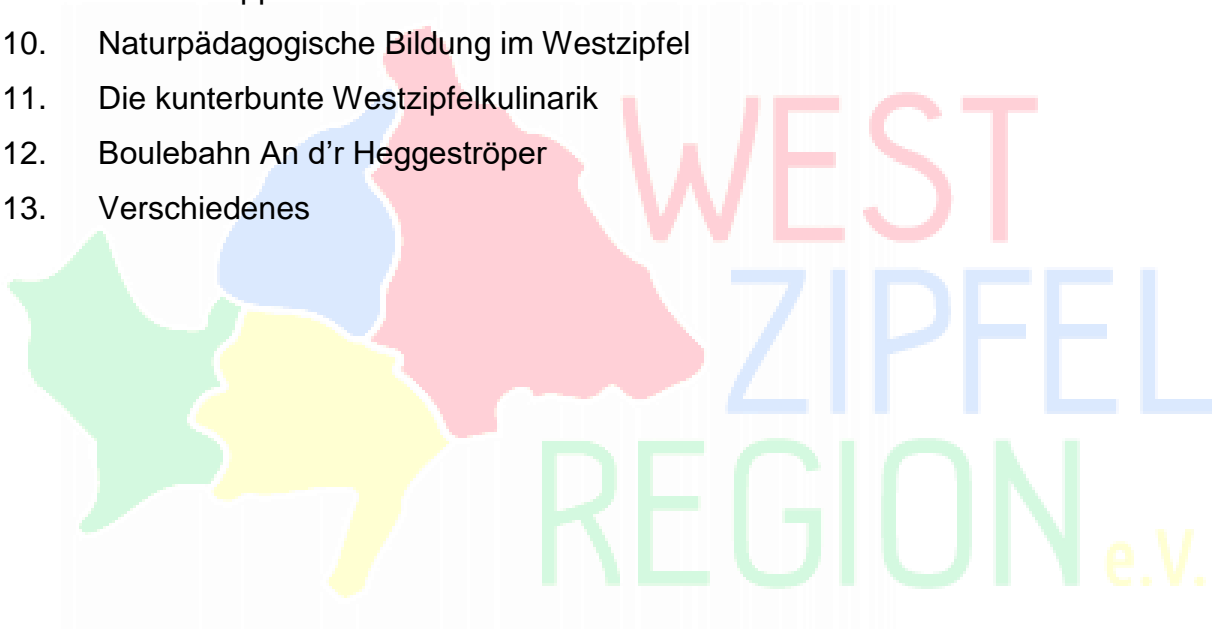 10. Naturpädagogische Bildung im Westzipfel
11. Die kunterbunte Westzipfelkulinarik
12. Boulebahn An d’r Heggeströper
13. Verschiedenes
WEST
ZIPFEL
REGION e.V.